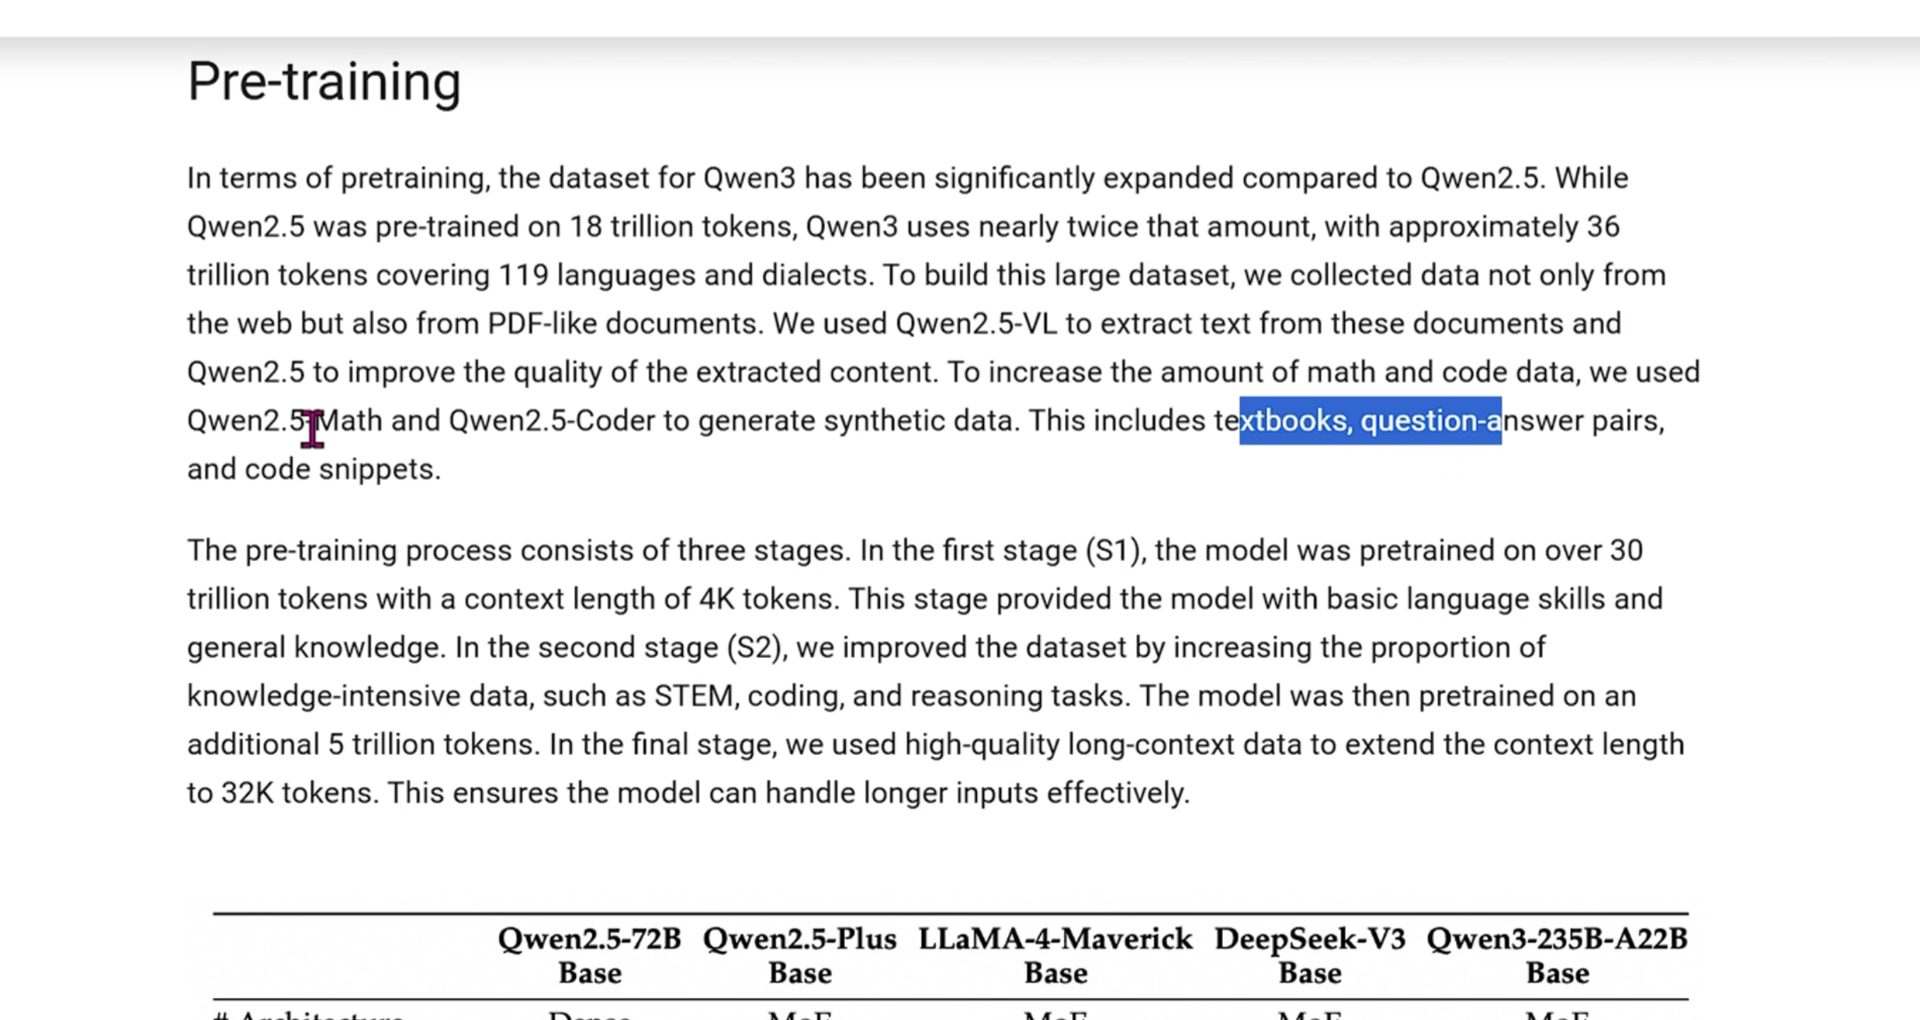 Pre-training
In terms of pretraining, the dataset for Qwen3 has been significantly expanded compared to Qwen2.5. While
Qwen2.5 was pre-trained on 18 trillion tokens, Qwen3 uses nearly twice that amount, with approximately 36
trillion tokens covering 119 languages and dialects. To build this large dataset, we collected data not only from
the web but also from PDF-like documents. We used Qwen2.5-VL to extract text from these documents and
Qwen2.5 to improve the quality of the extracted content. To increase the amount of math and code data, we used
Qwen2.5-Math and Qwen2.5-Coder to generate synthetic data. This includes textbooks, question-answer pairs,
and code snippets.
The pre-training process consists of three stages. In the first stage (S1), the model was pretrained on over 30
trillion tokens with a context length of 4K tokens. This stage provided the model with basic language skills and
general knowledge. In the second stage (S2), we improved the dataset by increasing the proportion of
knowledge-intensive data, such as STEM, coding, and reasoning tasks. The model was then pretrained on an
additional 5 trillion tokens. In the final stage, we used high-quality long-context data to extend the context length
to 32K tokens. This ensures the model can handle longer inputs effectively.
Qwen2.5-72B Qwen2.5-Plus LLaMA-4-Maverick DeepSeek-V3 Qwen3-235B-A22B
Base Base Base Base Base
# Architecture Dense MoE MoE MoE MoE